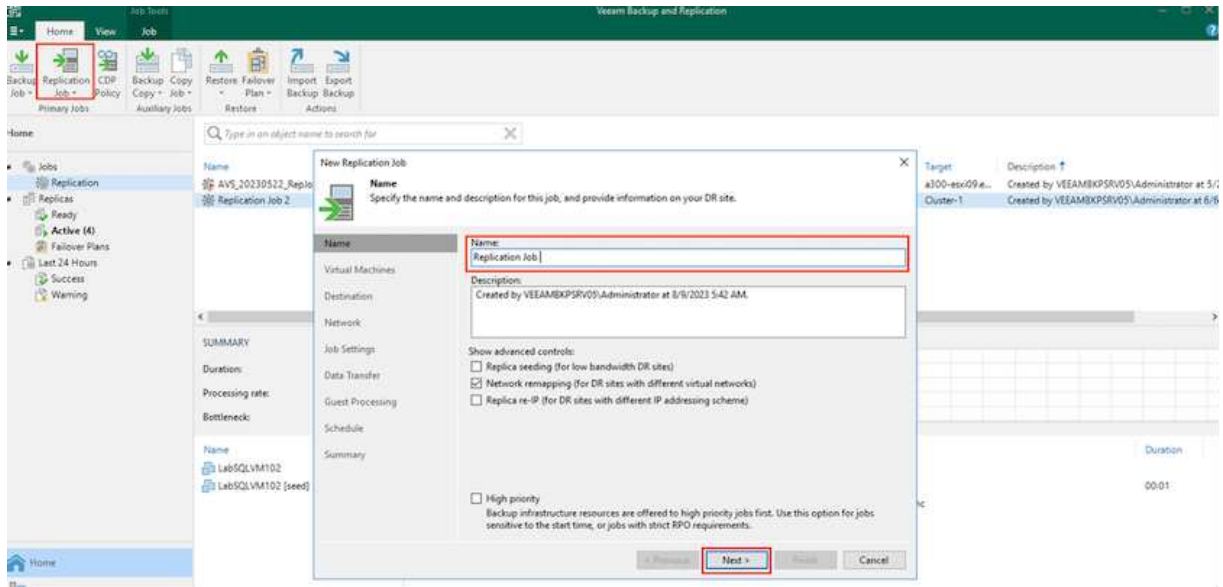 Job Tools
Veeam Backup and Replication
Home View Job
Backup Job
Replication Job
CDP Policy
Backup Copy
Copy Job
Restore
Failover Plan
Import Backup
Export Backup
Primary Jobs
Auxiliary Jobs
Restore
Actions
Home
Type in an object name to search for
Jobs
Replication
Replicas
Ready
Active (4)
Failover Plans
Last 24 Hours
Success
Warning
Name
AVS_20230522_RepJo
Replication Job 2
Target
Description
a300-esxi09.e...
Created by VEEAMBKPSRV05\Administrator at 5/2
Cluster-1
Created by VEEAMBKPSRV05\Administrator at 6/6
New Replication Job
Name
Specify the name and description for this job, and provide information on your DR site.
Name
Virtual Machines
Destination
Network
Job Settings
Data Transfer
Guest Processing
Schedule
Summary
Name:
Replication Job
Description:
Created by VEEAMBKPSRV05\Administrator at 8/9/2023 5:42 AM.
Show advanced controls:
Replica seeding (for low bandwidth DR sites)
Network remapping (for DR sites with different virtual networks)
Replica re-IP (for DR sites with different IP addressing scheme)
High priority
Backup infrastructure resources are offered to high priority jobs first. Use this option for jobs
sensitive to the start time, or jobs with strict RPO requirements.
< Previous
Next >
Finish
Cancel
SUMMARY
Duration:
Processing rate:
Bottleneck:
Name
LabSQLVM102
LabSQLVM102 [seed]
Duration
00:01
Home